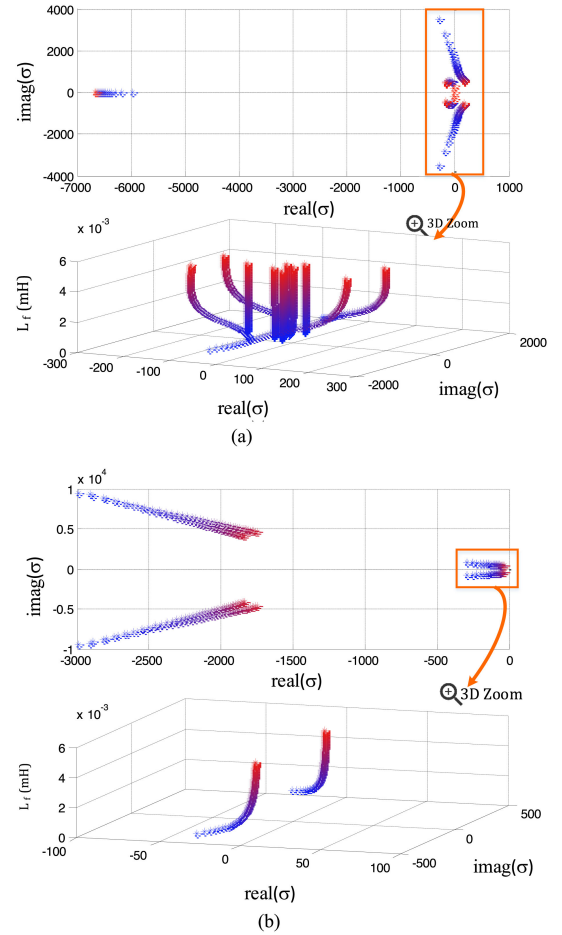 4000
2000
0
-2000
-4000
imag(σ)
-7000 -6000 -5000 -4000 -3000 -2000 -1000 0 1000
real(σ)
3D Zoom
x 10⁻³
6
4
2
0
L f (mH)
-300 -200 -100 0 100 200 300
real(σ)
-2000 0 2000
imag(σ)
(a)
x 10⁴
1
0.5
0
-0.5
-1
imag(σ)
-3000 -2500 -2000 -1500 -1000 -500 0
real(σ)
3D Zoom
x 10⁻³
6
4
2
0
L f (mH)
-100 -50 0 50 100
real(σ)
-500 0 500
imag(σ)
(b)